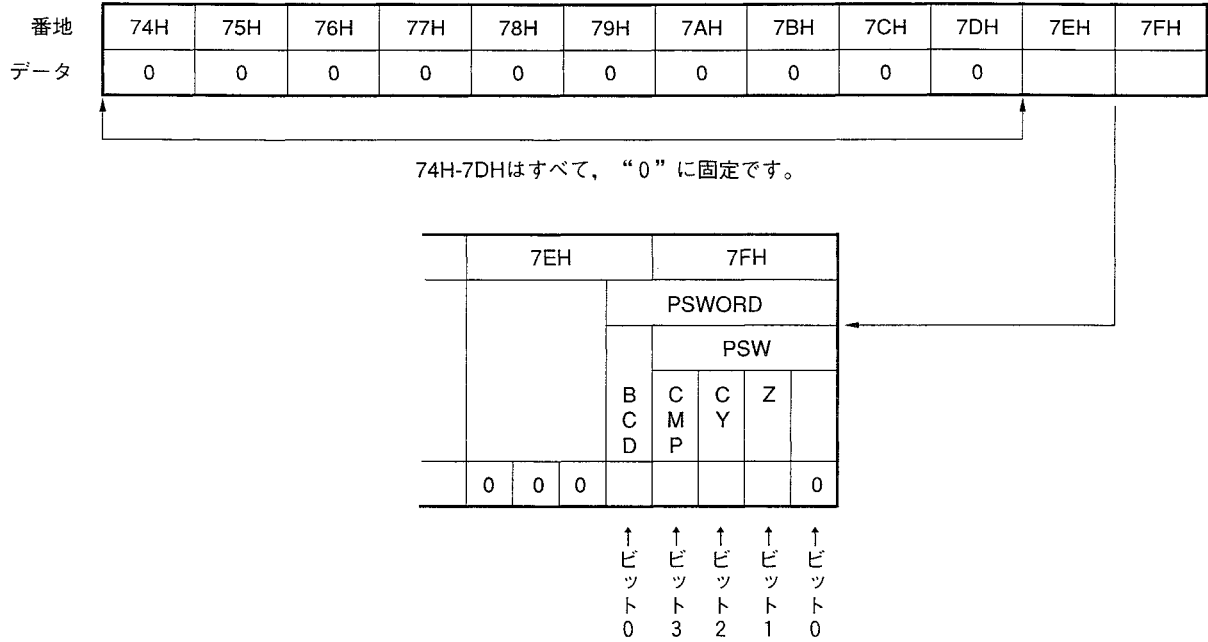 番地 74H 75H 76H 77H 78H 79H 7AH 7BH 7CH 7DH 7EH 7FH
データ 0 0 0 0 0 0 0 0 0 0
74H-7DHはすべて，“0”に固定です。
7EH 7FH
PSWORD
PSW
BCD CMP CY Z
0 0 0 0
←ビット0 ←ビット3 ←ビット2 ←ビット1 ←ビット0